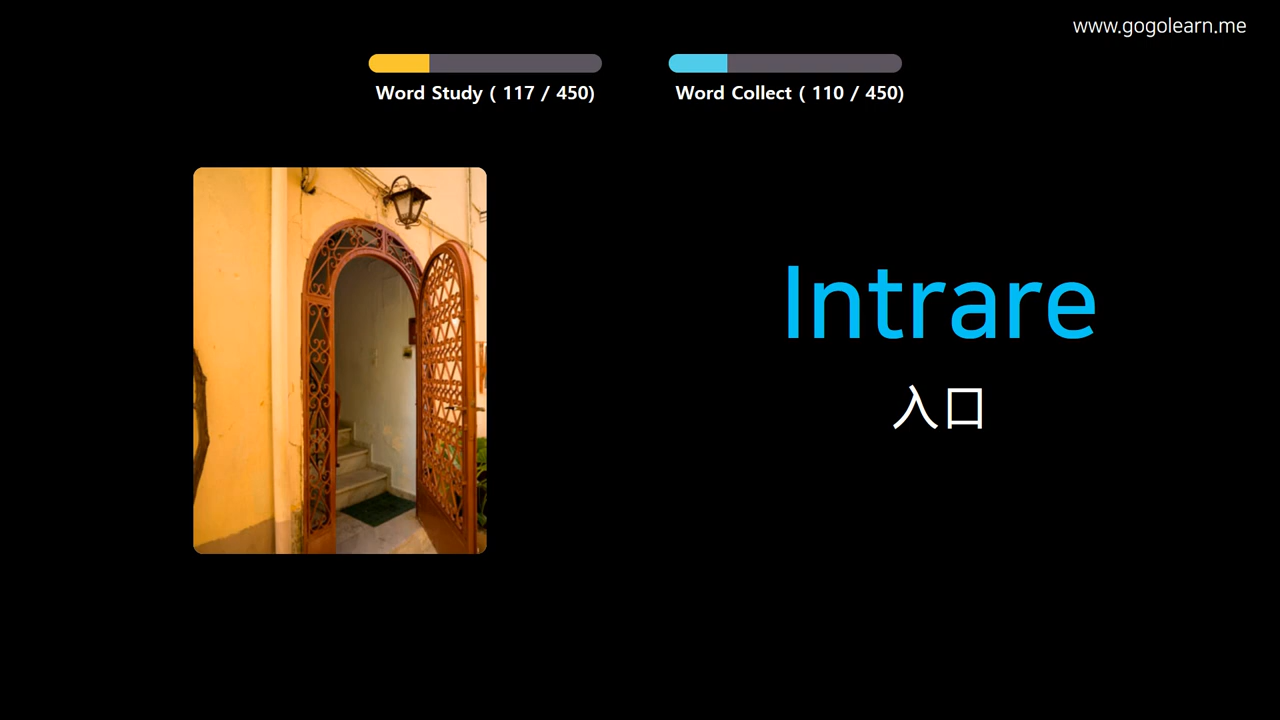 www.gogolearn.me
Word Study ( 117 / 450)
Word Collect ( 110 / 450)
Intrare
入口